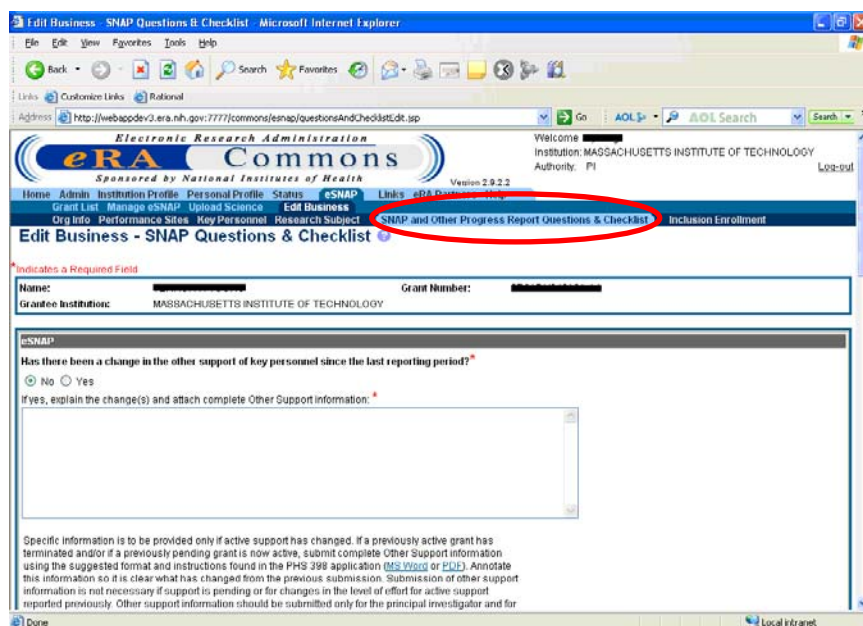 Edit Business - SNAP Questions & Checklist - Microsoft Internet Explorer
File Edit View Favorites Tools Help
Back Search Favorites
Links Customize Links Rational
Address http://webappdev3.era.nih.gov:7777/commons/esnap/questionsAndChecklistEdit.jsp Go AOL AOL Search Search
Electronic Research Administration
eRA Commons
Sponsored by National Institutes of Health
Version 2.9.2.2
Welcome
Institution: MASSACHUSETTS INSTITUTE OF TECHNOLOGY
Authority: PI
Log-out
Home Admin Institution Profile Personal Profile Status eSNAP Links eRA Partners Help
Grant List Manage eSNAP Upload Science Edit Business
Org Info Performance Sites Key Personnel Research Subject SNAP and Other Progress Report Questions & Checklist Inclusion Enrollment
Edit Business - SNAP Questions & Checklist ?
*Indicates a Required Field
Name: Grant Number:
Grantee Institution: MASSACHUSETTS INSTITUTE OF TECHNOLOGY
eSNAP
Has there been a change in the other support of key personnel since the last reporting period?*
No Yes
If yes, explain the change(s) and attach complete Other Support information: *
Specific information is to be provided only if active support has changed. If a previously active grant has
terminated and/or if a previously pending grant is now active, submit complete Other Support information
using the suggested format and instructions found in the PHS 398 application (MS Word or PDF). Annotate
this information so it is clear what has changed from the previous submission. Submission of other support
information is not necessary if support is pending or for changes in the level of effort for active support
reported previously. Other support information should be submitted only for the principal investigator and for
Done Local intranet